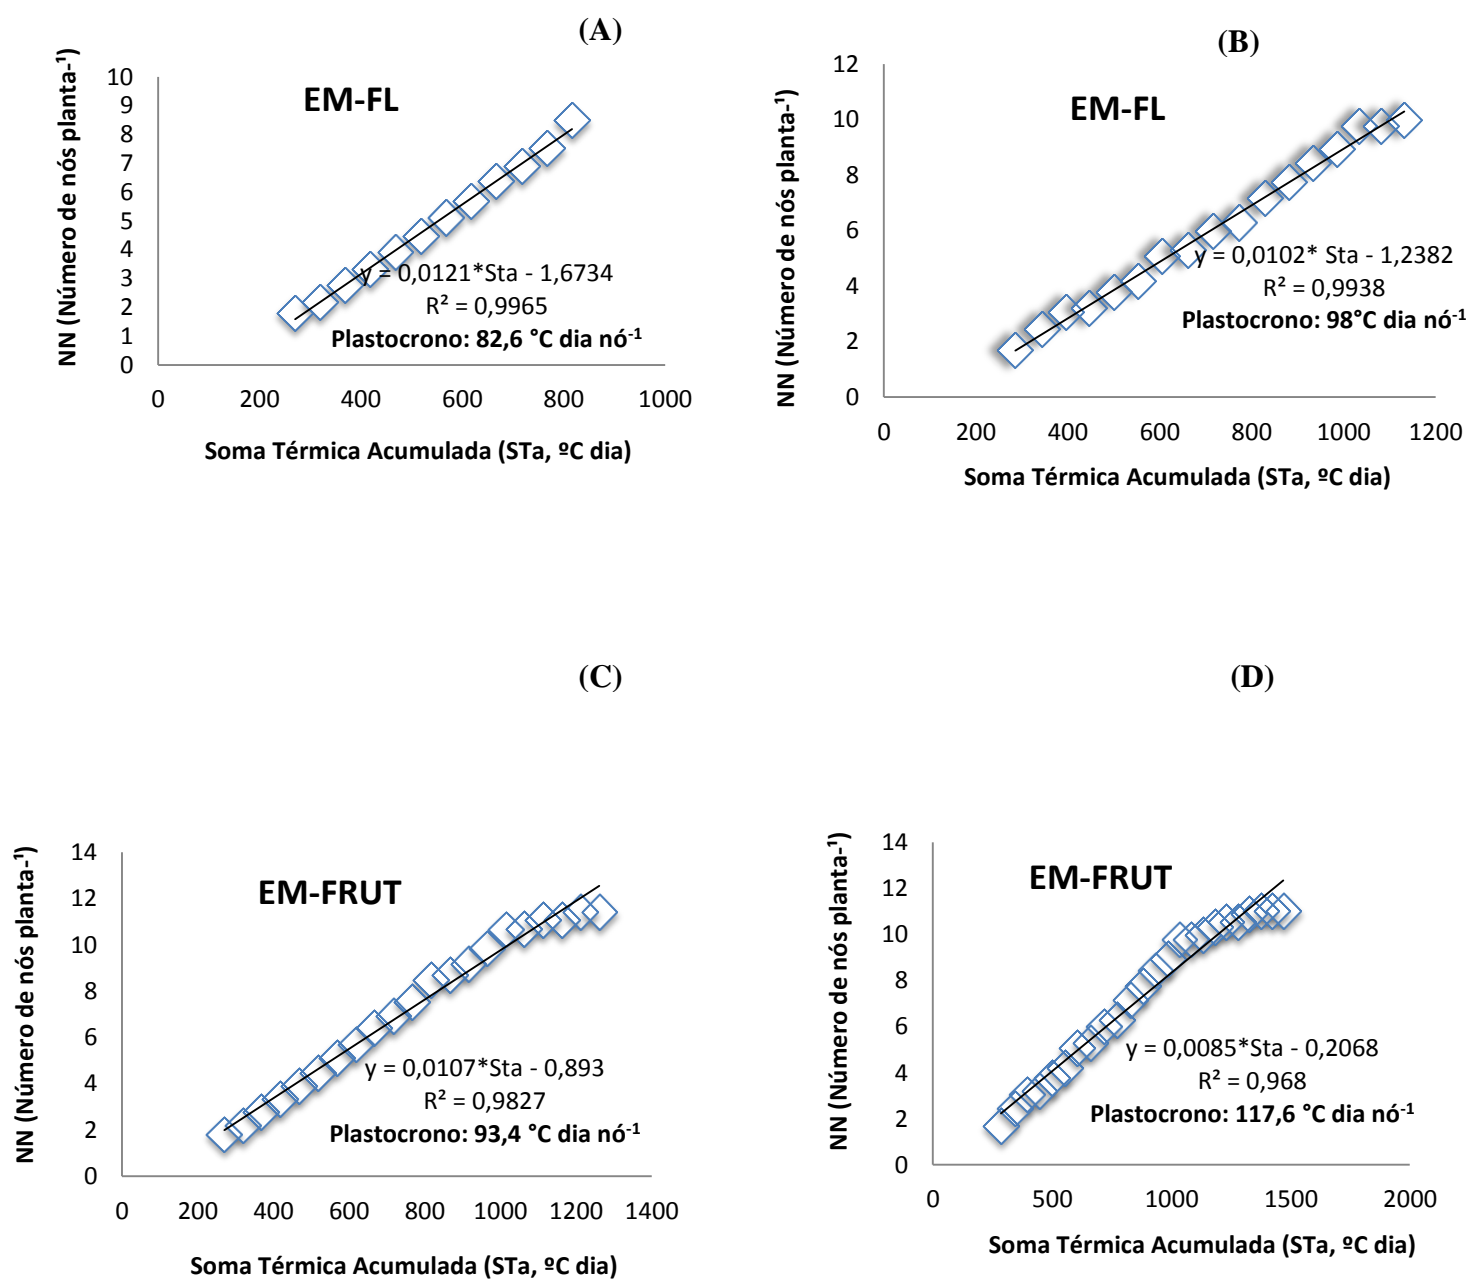 (A)
EM-FL
NN (Número de nós planta-¹)
10
9
8
7
6
5
4
3
2
1
0
y = 0,0121*Sta - 1,6734
R² = 0,9965
Plastocrono: 82,6 °C dia nó-1
0 200 400 600 800 1000
Soma Térmica Acumulada (STa, ºC dia)
(B)
EM-FL
NN (Número de nós planta-¹)
12
10
8
6
4
2
0
y = 0,0102* Sta - 1,2382
R² = 0,9938
Plastocrono: 98°C dia nó-1
0 200 400 600 800 1000 1200
Soma Térmica Acumulada (STa, ºC dia)
(C)
EM-FRUT
NN (Número de nós planta-¹)
14
12
10
8
6
4
2
0
y = 0,0107*Sta - 0,893
R² = 0,9827
Plastocrono: 93,4 °C dia nó-1
0 200 400 600 800 1000 1200 1400
Soma Térmica Acumulada (STa, ºC dia)
(D)
EM-FRUT
NN (Número de nós planta-¹)
14
12
10
8
6
4
2
0
y = 0,0085*Sta - 0,2068
R² = 0,968
Plastocrono: 117,6 °C dia nó-1
0 500 1000 1500 2000
Soma Térmica Acumulada (STa, ºC dia)